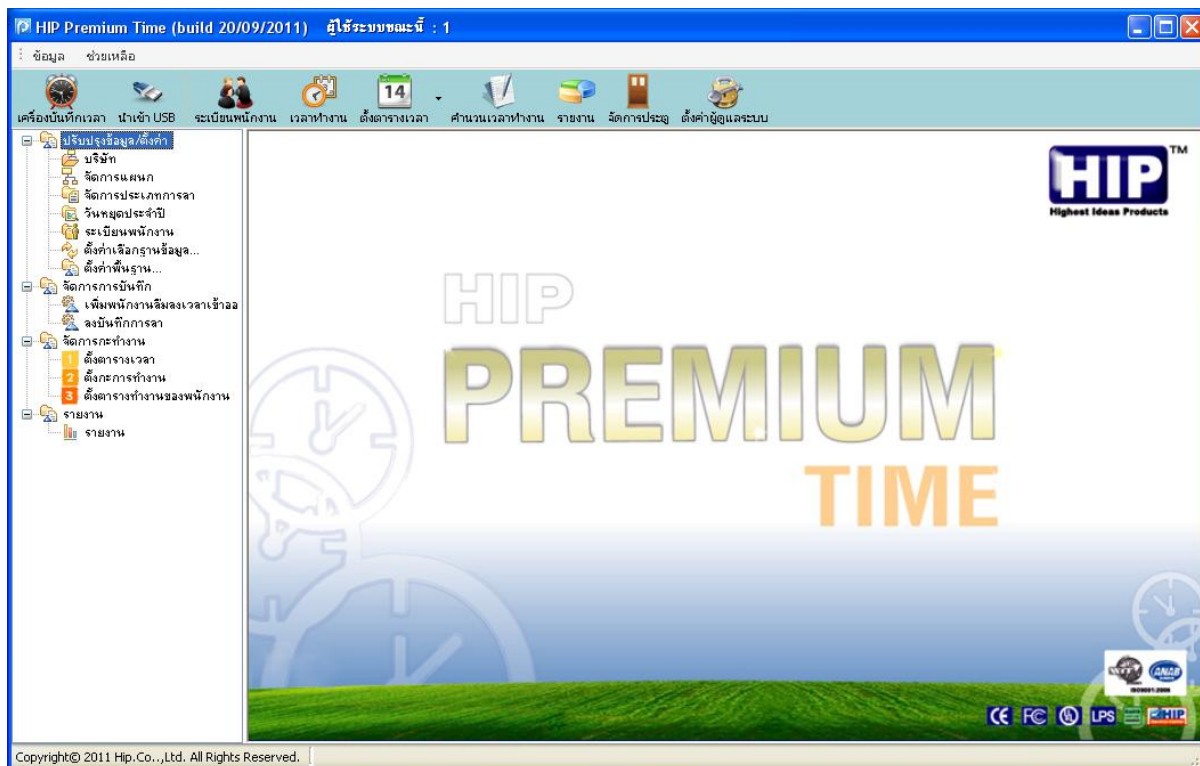 HIP Premium Time (build 20/09/2011) ผู้ใช้ระบบขณะนี้ : 1
ข้อมูล ช่วยเหลือ
14
เครื่องบันทึกเวลา นำเข้า USB ระเบียนพนักงาน เวลาทำงาน ตั้งตารางเวลา คำนวนเวลาทำงาน รายงาน จัดการประตู ตั้งค่าผู้ดูแลระบบ
ปรับปรุงข้อมูล/ตั้งค่า
บริษัท
จัดการแผนก
จัดการประเภทการลา
วันหยุดประจำปี
ระเบียนพนักงาน
ตั้งค่าเลือกฐานข้อมูล...
ตั้งค่าพื้นฐาน...
จัดการการบันทึก
เพิ่มพนักงานลืมลงเวลาเข้าออ
ลงบันทึกการลา
จัดการกะทำงาน
1 ตั้งตารางเวลา
2 ตั้งกะการทำงาน
3 ตั้งตารางทำงานของพนักงาน
รายงาน
รายงาน
HIP TM
Highest Ideas Products
HIP
PREMIUM
TIME
ANAB
CE FC UL LPS HIP
Copyright© 2011 Hip.Co..,Ltd. All Rights Reserved.